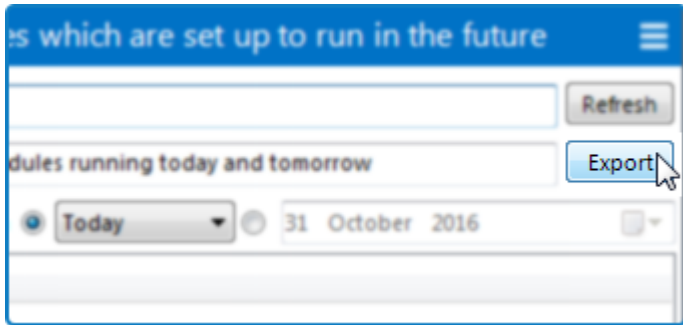 es which are set up to run in the future
Refresh
dules running today and tomorrow
Export
Today 31 October 2016